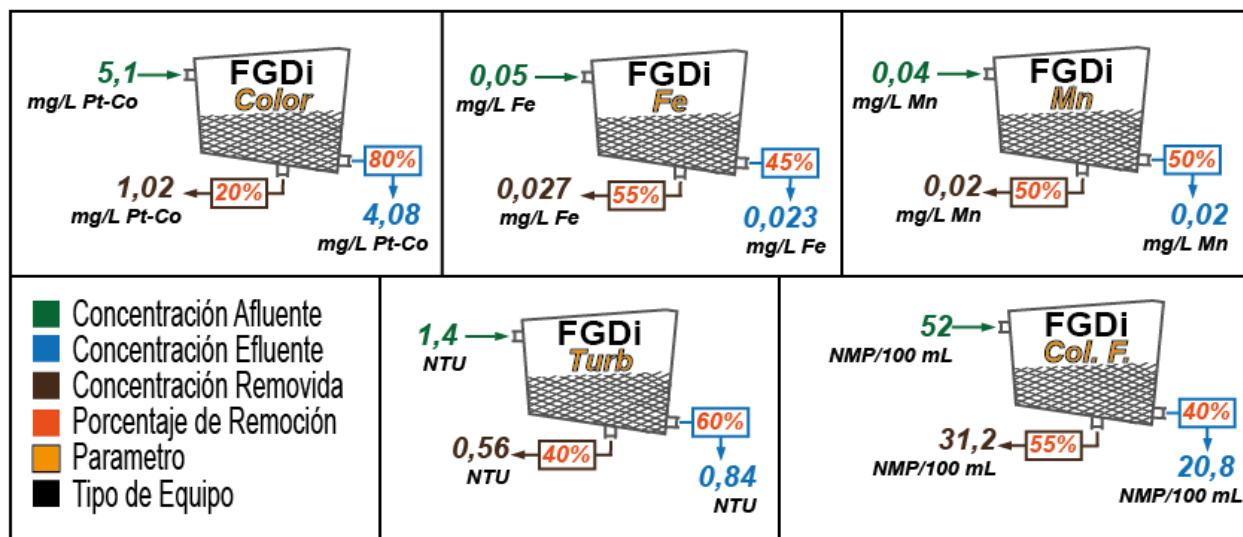 5,1
mg/L Pt-Co
FGDi
Color
80%
20%
1,02
mg/L Pt-Co
4,08
mg/L Pt-Co
0,05
mg/L Fe
FGDi
Fe
45%
55%
0,027
mg/L Fe
0,023
mg/L Fe
0,04
mg/L Mn
FGDi
Mn
50%
50%
0,02
mg/L Mn
0,02
mg/L Mn
Concentración Afluente
Concentración Efluente
Concentración Removida
Porcentaje de Remoción
Parametro
Tipo de Equipo
1,4
NTU
FGDi
Turb
60%
40%
0,56
NTU
0,84
NTU
52
NMP/100 mL
FGDi
Col. F.
40%
55%
31,2
NMP/100 mL
20,8
NMP/100 mL